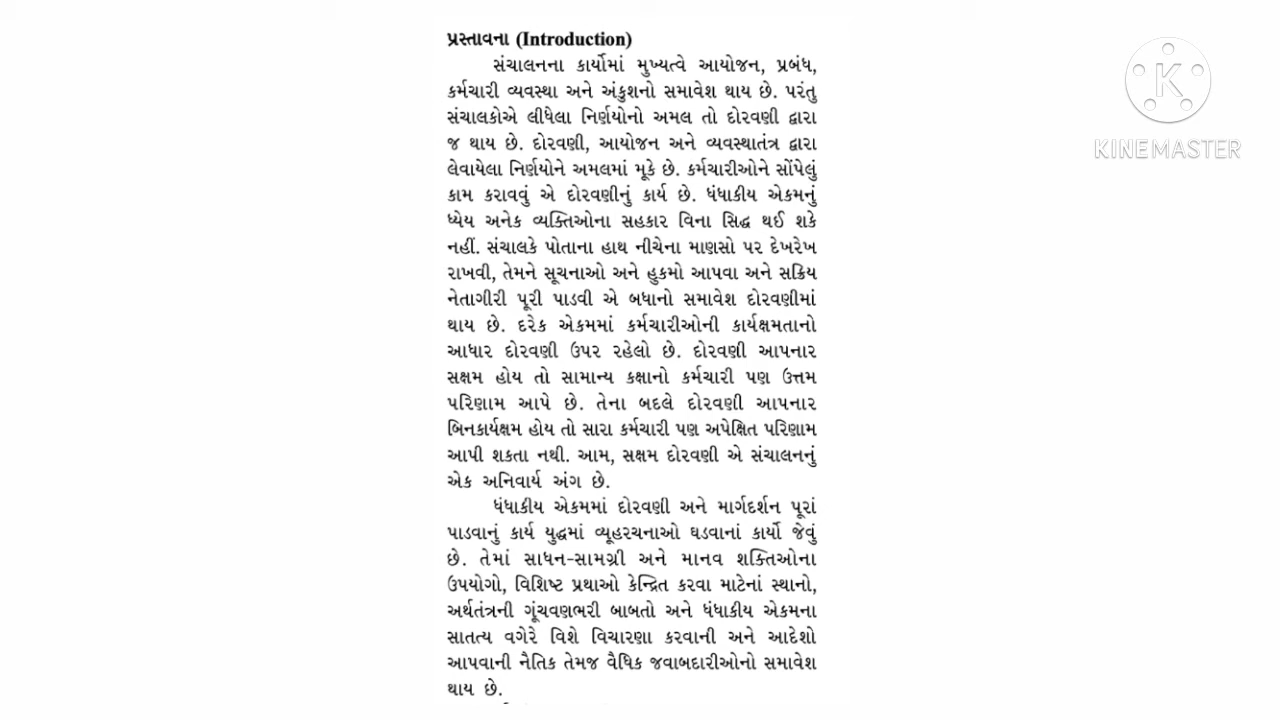 પ્રસ્તાવના (Introduction)
સંચાલનના કાર્યોમાં મુખ્યત્વે આયોજન, પ્રબંધ,
કર્મચારી વ્યવસ્થા અને અંકુશનો સમાવેશ થાય છે. પરંતુ
સંચાલકોએ લીધેલા નિર્ણયોનો અમલ તો દોરવણી દ્વારા
જ થાય છે. દોરવણી, આયોજન અને વ્યવસ્થાતંત્ર દ્વારા
લેવાયેલા નિર્ણયોને અમલમાં મૂકે છે. કર્મચારીઓને સોંપેલું
કામ કરાવવું એ દોરવણીનું કાર્ય છે. ધંધાકીય એકમનું
ધ્યેય અનેક વ્યક્તિઓના સહકાર વિના સિદ્ધ થઈ શકે
નહીં. સંચાલકે પોતાના હાથ નીચેના માણસો પર દેખરેખ
રાખવી, તેમને સૂચનાઓ અને હુકમો આપવા અને સક્રિય
નેતાગીરી પૂરી પાડવી એ બધાનો સમાવેશ દોરવણીમાં
થાય છે. દરેક એકમમાં કર્મચારીઓની કાર્યક્ષમતાનો
આધાર દોરવણી ઉપર રહેલો છે. દોરવણી આપનાર
સક્ષમ હોય તો સામાન્ય કક્ષાનો કર્મચારી પણ ઉત્તમ
પરિણામ આપે છે. તેના બદલે દોરવણી આપનાર
બિનકાર્યક્ષમ હોય તો સારા કર્મચારી પણ અપેક્ષિત પરિણામ
આપી શકતા નથી. આમ, સક્ષમ દોરવણી એ સંચાલનનું
એક અનિવાર્ય અંગ છે.
ધંધાકીય એકમમાં દોરવણી અને માર્ગદર્શન પૂરાં
પાડવાનું કાર્ય યુદ્ધમાં વ્યૂહરચનાઓ ઘડવાનાં કાર્યો જેવું
છે. તેમાં સાધન-સામગ્રી અને માનવ શક્તિઓના
ઉપયોગો, વિશિષ્ટ પ્રથાઓ કેન્દ્રિત કરવા માટેનાં સ્થાનો,
અર્થતંત્રની ગૂંચવણભરી બાબતો અને ધંધાકીય એકમના
સાતત્ય વગેરે વિશે વિચારણા કરવાની અને આદેશો
આપવાની નૈતિક તેમજ વૈધિક જવાબદારીઓનો સમાવેશ
થાય છે.
K
KINEMASTER